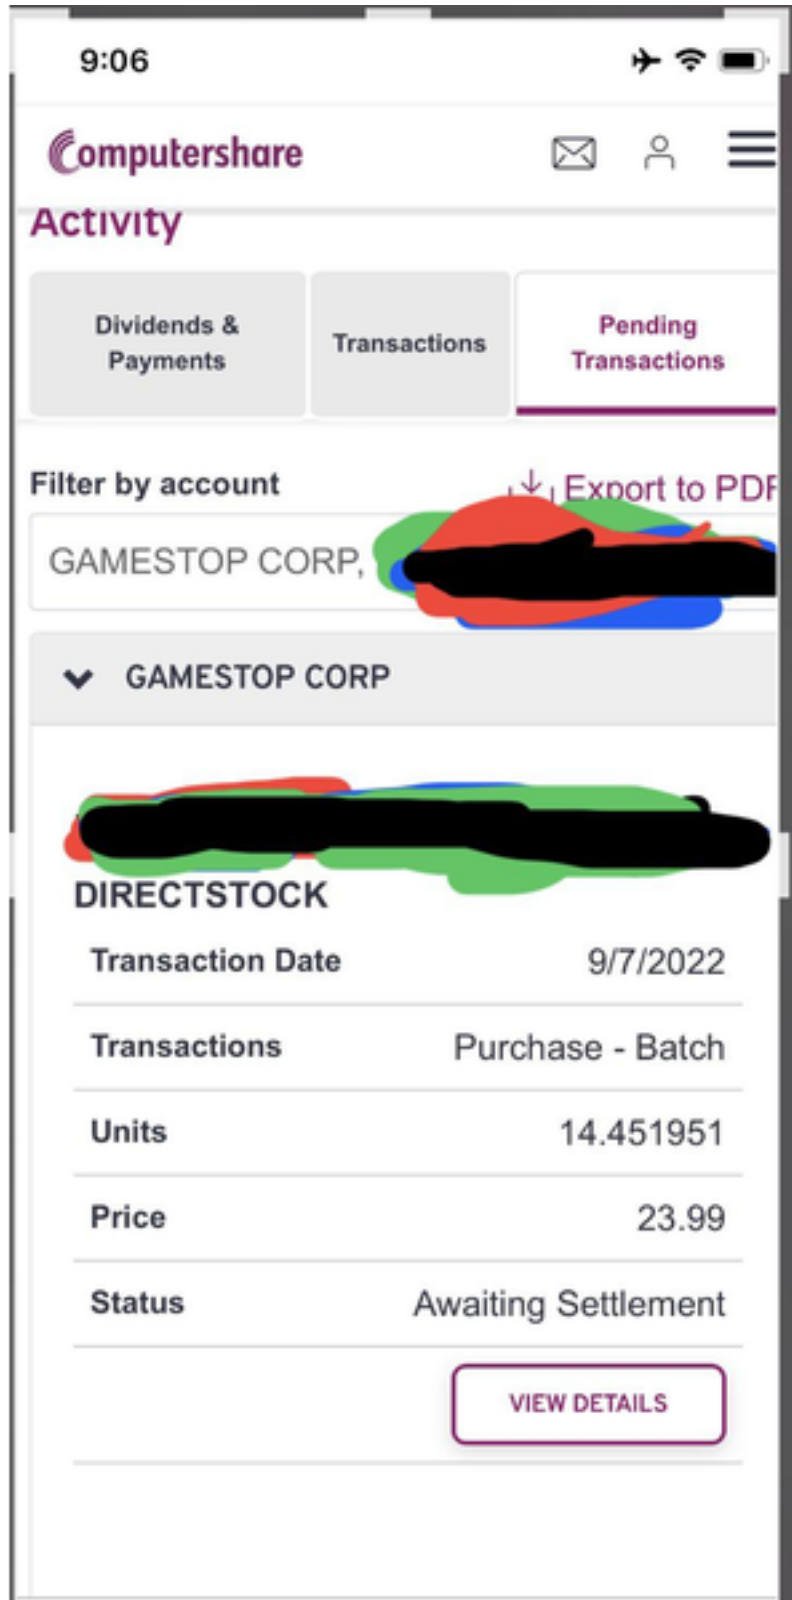 9:06
Computershare
Activity
Dividends &
Payments
Transactions
Pending
Transactions
Filter by account
Export to PDF
GAMESTOP CORP,
GAMESTOP CORP
DIRECTSTOCK
Transaction Date 9/7/2022
Transactions Purchase - Batch
Units 14.451951
Price 23.99
Status Awaiting Settlement
VIEW DETAILS